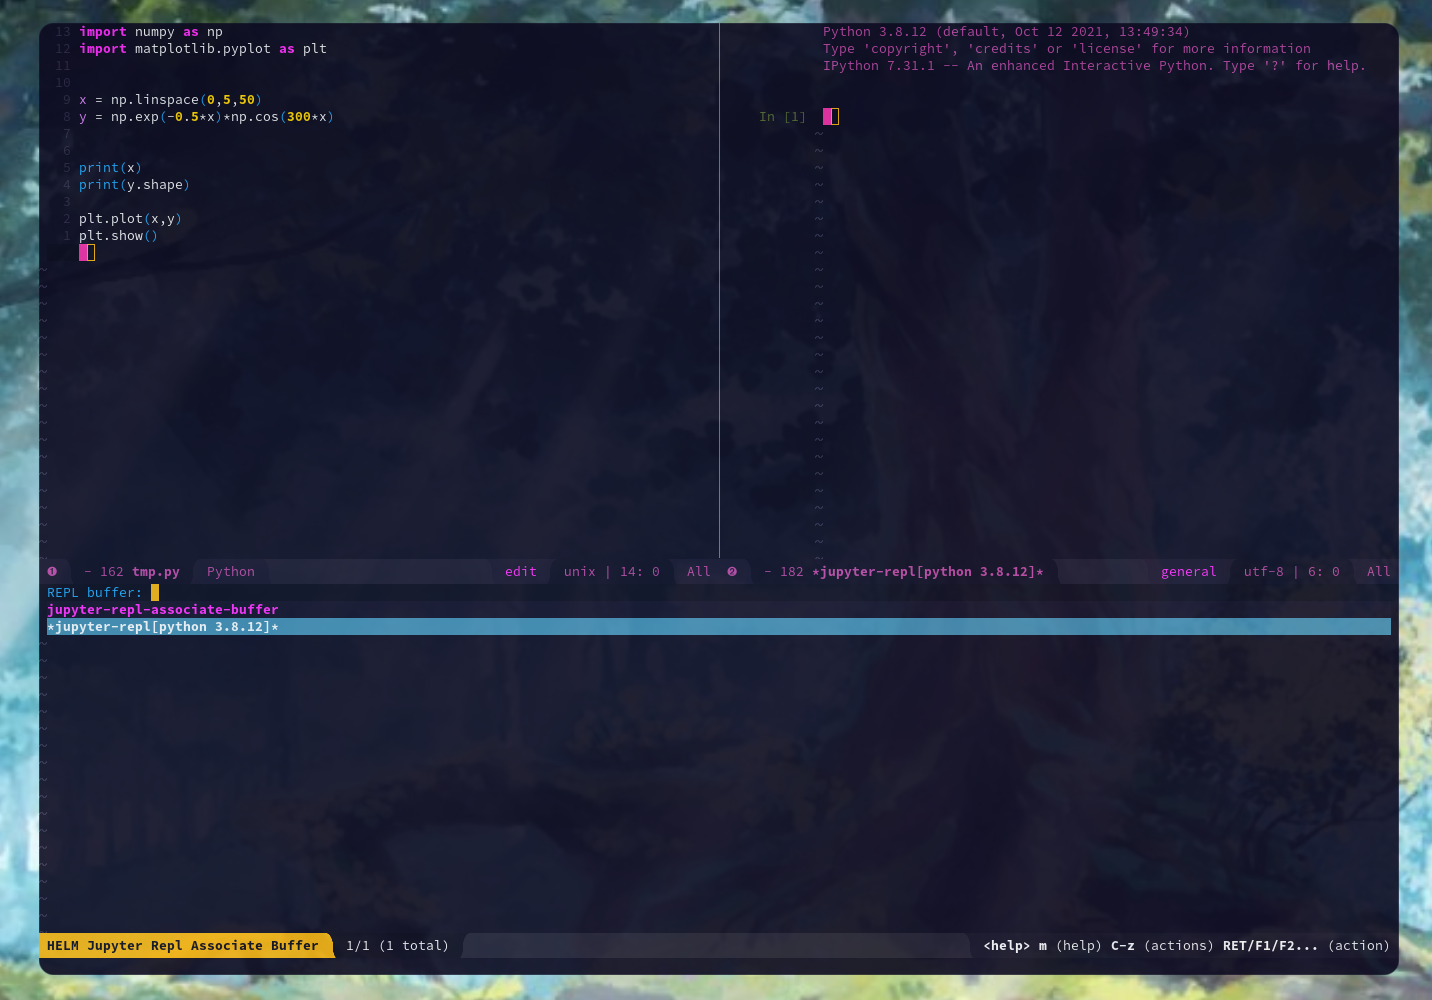 13 import numpy as np
12 import matplotlib.pyplot as plt
11
10
9 x = np.linspace(0,5,50)
8 y = np.exp(-0.5*x)*np.cos(300*x)
7
6
5 print(x)
4 print(y.shape)
3
2 plt.plot(x,y)
1 plt.show()
Python 3.8.12 (default, Oct 12 2021, 13:49:34)
Type 'copyright', 'credits' or 'license' for more information
IPython 7.31.1 -- An enhanced Interactive Python. Type '?' for help.
In [1]
❶ - 162 tmp.py Python edit unix | 14: 0 All
❷ - 182 *jupyter-repl[python 3.8.12]* general utf-8 | 6: 0 All
REPL buffer:
jupyter-repl-associate-buffer
*jupyter-repl[python 3.8.12]*
HELM Jupyter Repl Associate Buffer 1/1 (1 total) <help> m (help) C-z (actions) RET/F1/F2... (action)